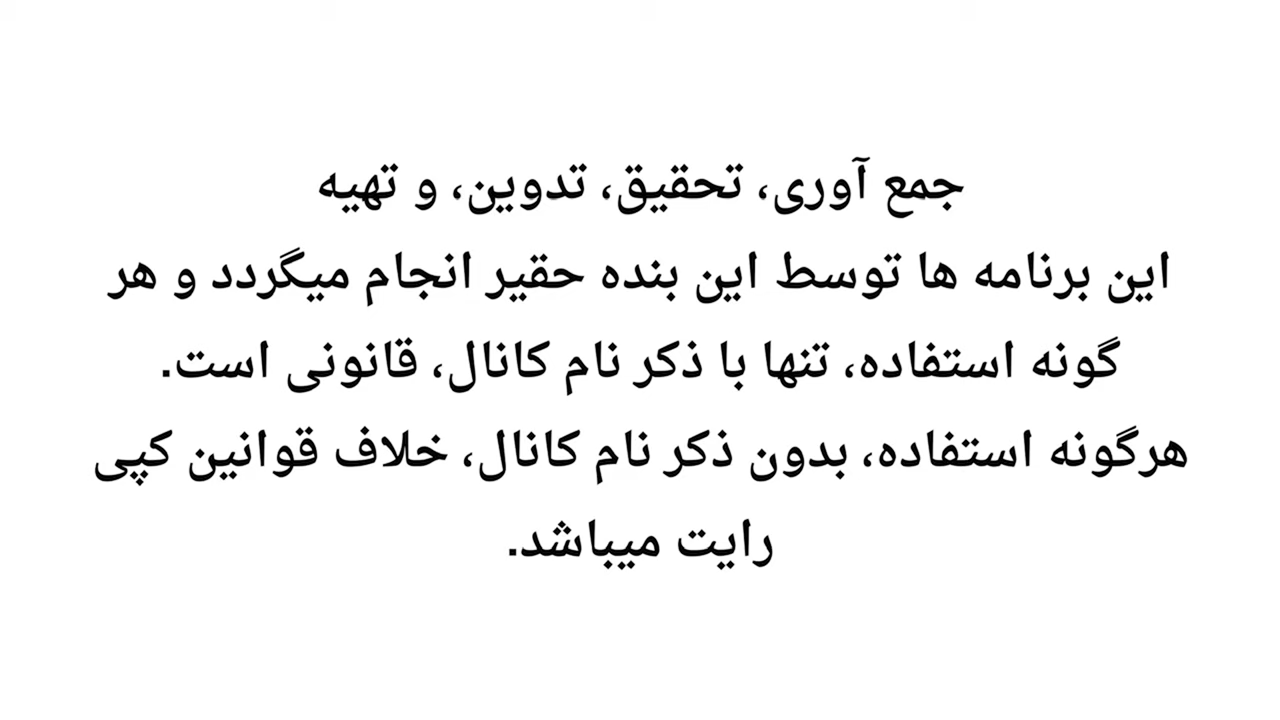 جمع آوری، تحقیق، تدوین، و تهیه
این برنامه ها توسط این بنده حقیر انجام میگردد و هر
گونه استفاده، تنها با ذکر نام کانال، قانونی است.
هرگونه استفاده، بدون ذکر نام کانال، خلاف قوانین کپی
رایت میباشد.